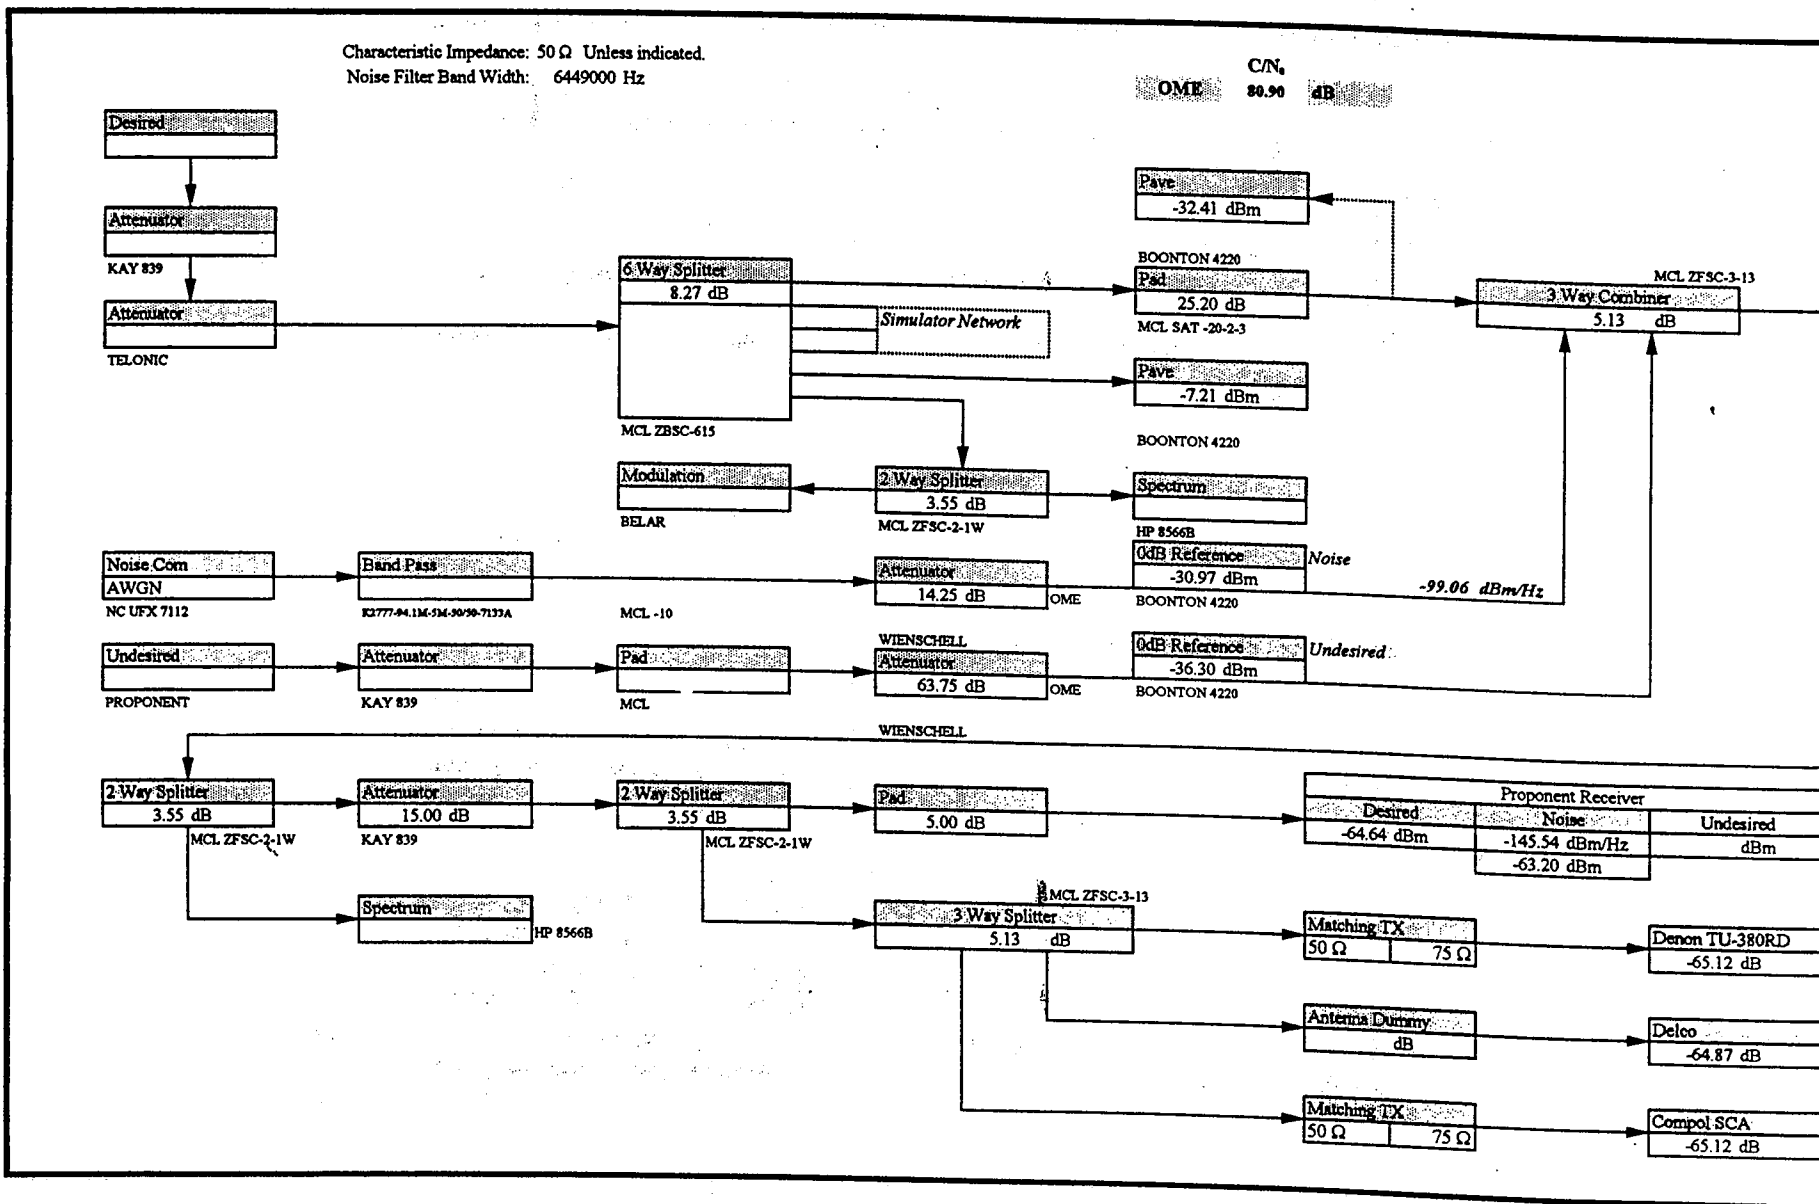 Characteristic Impedance: 50 Ω Unless indicated.
Noise Filter Band Width: 6449000 Hz
C/N₀
OME 80.90 dB
Desired
Attenuator
KAY 839
Attenuator
TELONIC
6 Way Splitter
8.27 dB
MCL ZBSC-615
Simulator Network
Pave
-32.41 dBm
BOONTON 4220
Pad
25.20 dB
MCL SAT -20-2-3
Pave
-7.21 dBm
BOONTON 4220
MCL ZFSC-3-13
3 Way Combiner
5.13 dB
Modulation
BELAR
2 Way Splitter
3.55 dB
MCL ZFSC-2-1W
Spectrum
HP 8566B
Noise Com
AWGN
NC UFX 7112
Band Pass
K2777-94.1M-5M-50/50-7133A
MCL -10
Attenuator
14.25 dB
OME
WIENSCHELL
0dB Reference
-30.97 dBm
BOONTON 4220
Noise
-99.06 dBm/Hz
Undesired
PROPONENT
Attenuator
KAY 839
Pad
MCL
Attenuator
63.75 dB
OME
WIENSCHELL
0dB Reference
-36.30 dBm
BOONTON 4220
Undesired
2 Way Splitter
3.55 dB
MCL ZFSC-2-1W
Attenuator
15.00 dB
KAY 839
2 Way Splitter
3.55 dB
MCL ZFSC-2-1W
Pad
5.00 dB
Proponent Receiver
Desired Noise Undesired
-64.64 dBm -145.54 dBm/Hz dBm
-63.20 dBm
Spectrum
HP 8566B
MCL ZFSC-3-13
3 Way Splitter
5.13 dB
Matching TX
50 Ω 75 Ω
Denon TU-380RD
-65.12 dB
Antenna Dummy
dB
Delco
-64.87 dB
Matching TX
50 Ω 75 Ω
Compol SCA
-65.12 dB